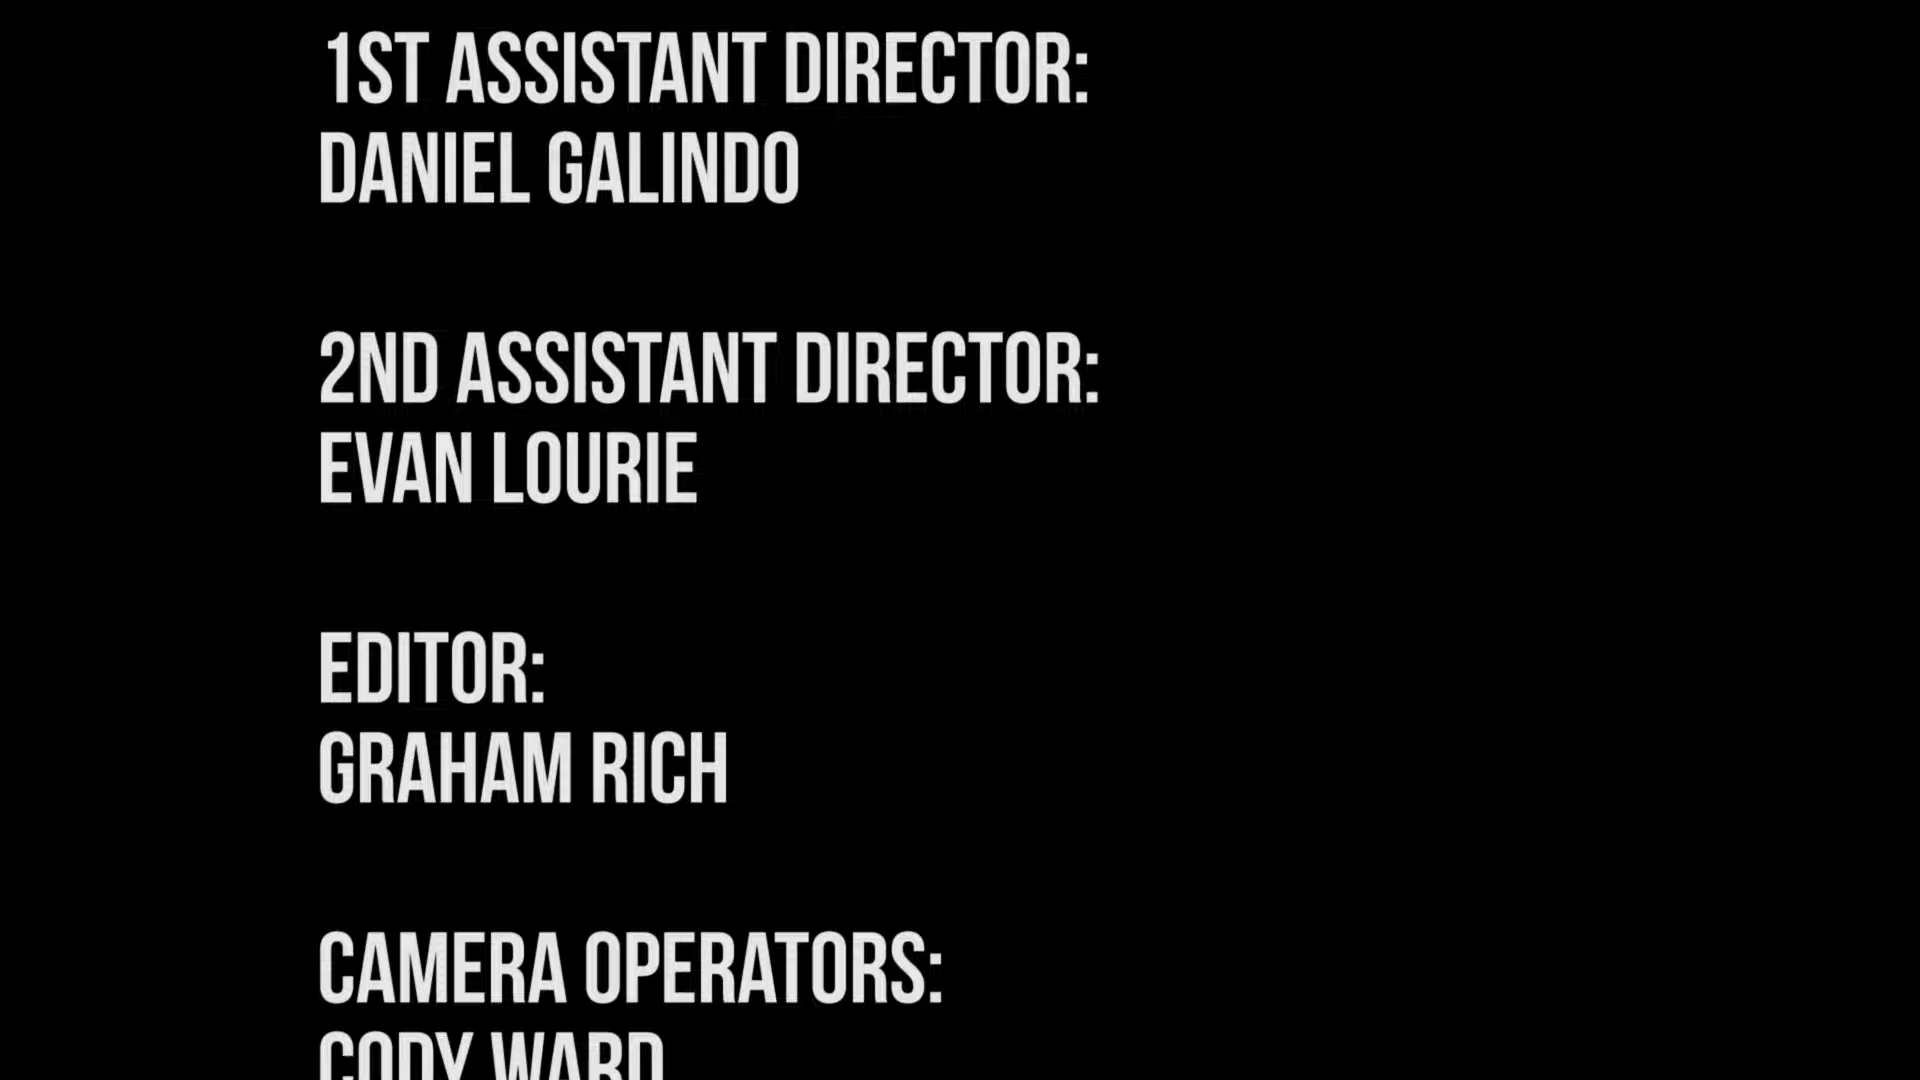 1ST ASSISTANT DIRECTOR:
DANIEL GALINDO
2ND ASSISTANT DIRECTOR:
EVAN LOURIE
EDITOR:
GRAHAM RICH
CAMERA OPERATORS:
CODY WARD